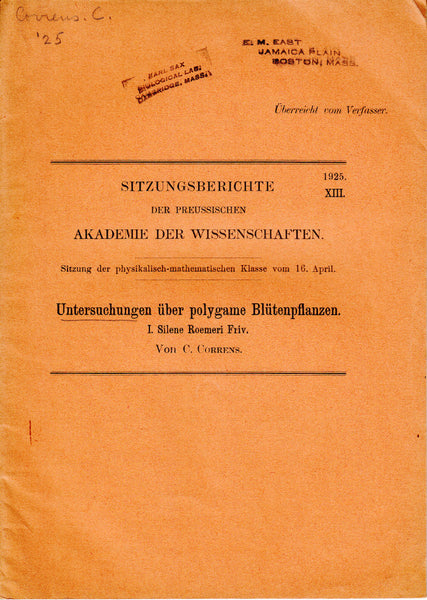 Correns. C.
'25
E. M. EAST
JAMAICA PLAIN
BOSTON, MASS.
KARL SAX
BIOLOGICAL LAB.
CAMBRIDGE, MASS.
Überreicht vom Verfasser.
1925.
XIII.
SITZUNGSBERICHTE
DER PREUSSISCHEN
AKADEMIE DER WISSENSCHAFTEN.
Sitzung der physikalisch-mathematischen Klasse vom 16. April.
Untersuchungen über polygame Blütenpflanzen.
I. Silene Roemeri Friv.
Von C. Correns.